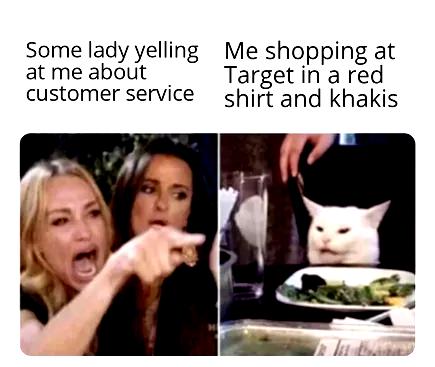 Some lady yelling
at me about
customer service
Me shopping at
Target in a red
shirt and khakis